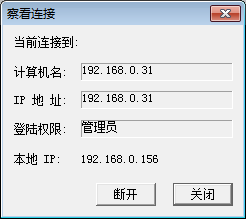 察看连接
当前连接到:
计算机名: 192.168.0.31
IP 地 址: 192.168.0.31
登陆权限: 管理员
本地 IP: 192.168.0.156
断开 关闭